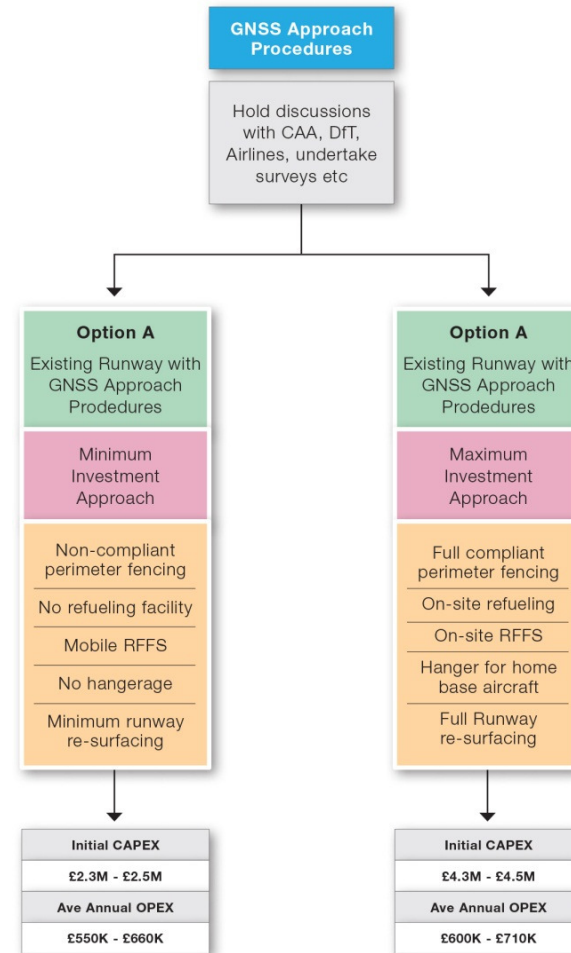 GNSS Approach
Procedures
Hold discussions
with CAA, DfT,
Airlines, undertake
surveys etc
Option A
Existing Runway with
GNSS Approach
Prodedures
Minimum
Investment
Approach
Non-compliant
perimeter fencing
No refueling facility
Mobile RFFS
No hangerage
Minimum runway
re-surfacing
Initial CAPEX
£2.3M - £2.5M
Ave Annual OPEX
£550K - £660K
Option A
Existing Runway with
GNSS Approach
Prodedures
Maximum
Investment
Approach
Full compliant
perimeter fencing
On-site refueling
On-site RFFS
Hanger for home
base aircraft
Full Runway
re-surfacing
Initial CAPEX
£4.3M - £4.5M
Ave Annual OPEX
£600K - £710K